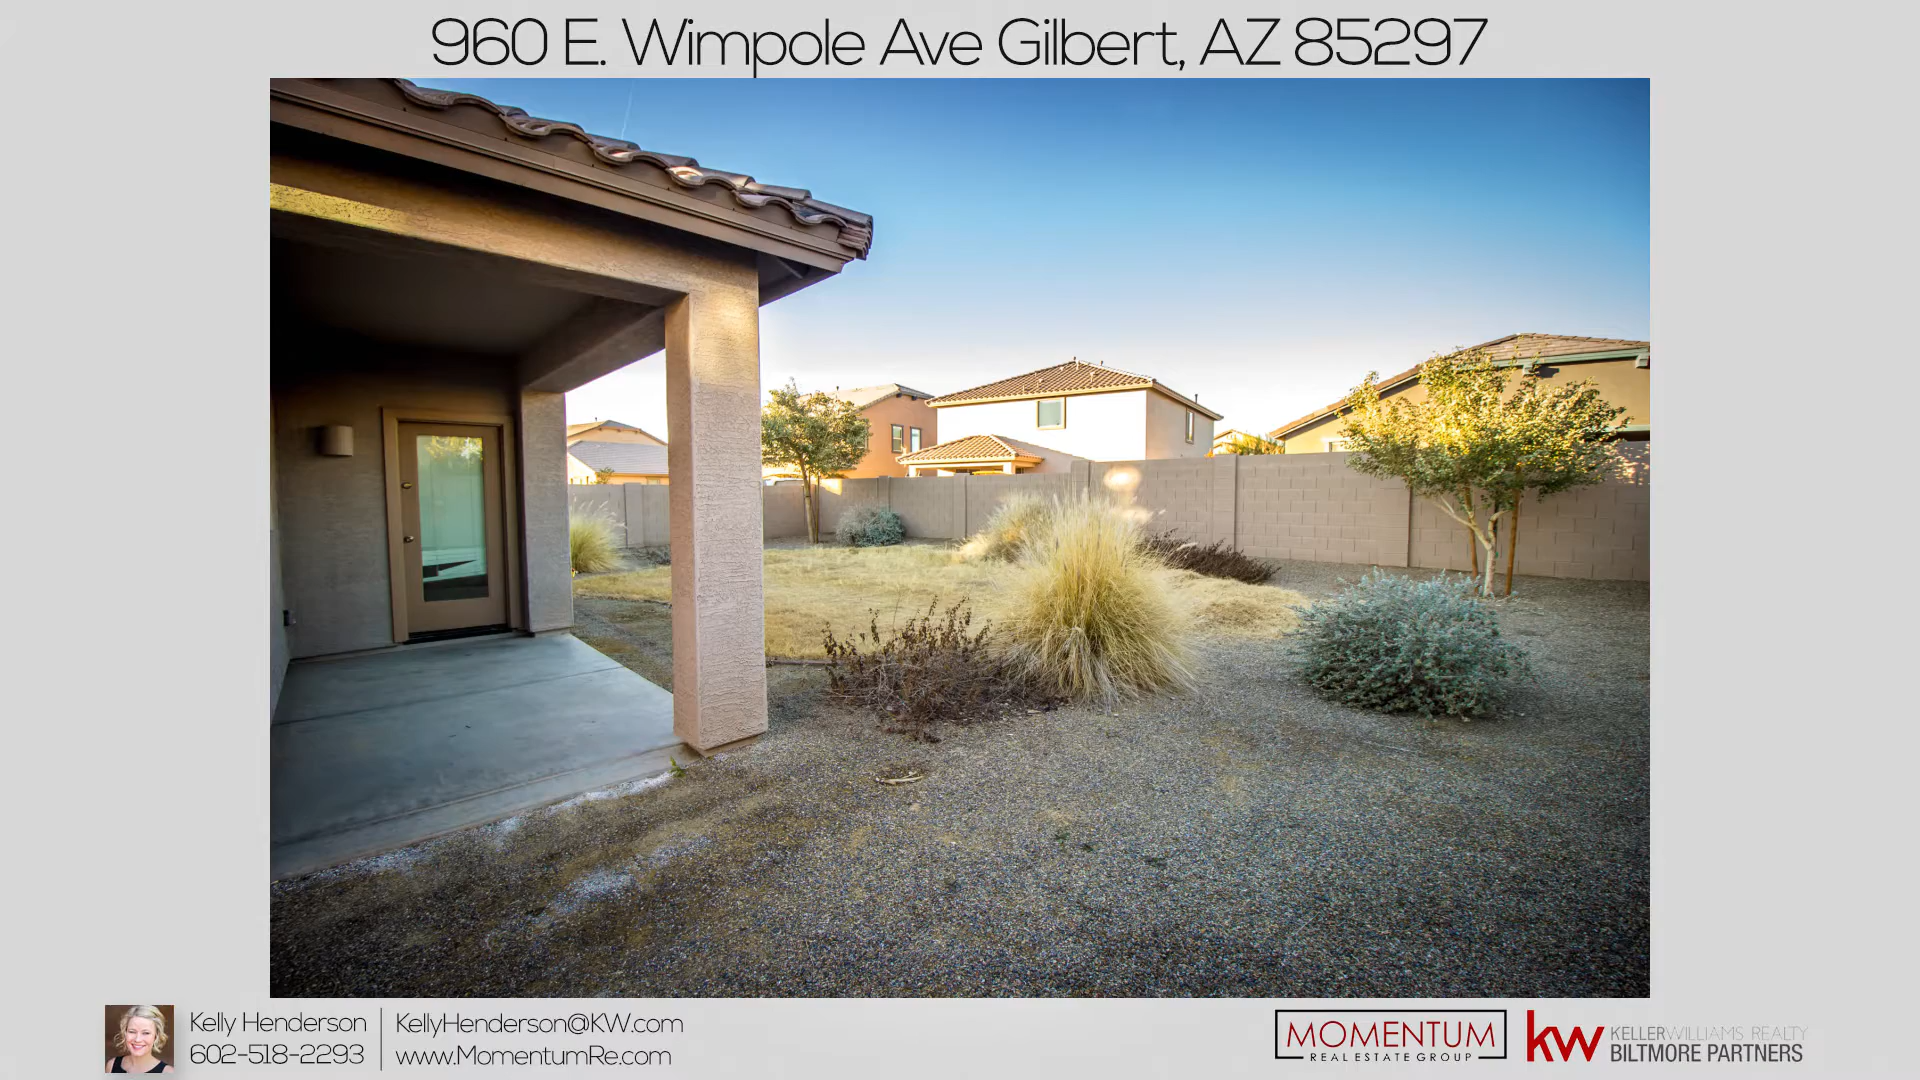 960 E. Wimpole Ave Gilbert, AZ 85297
Kelly Henderson
602-518-2293
KellyHenderson@KW.com
www.MomentumRe.com
MOMENTUM
REAL ESTATE GROUP
kw
KELLERWILLIAMS REALTY
BILTMORE PARTNERS